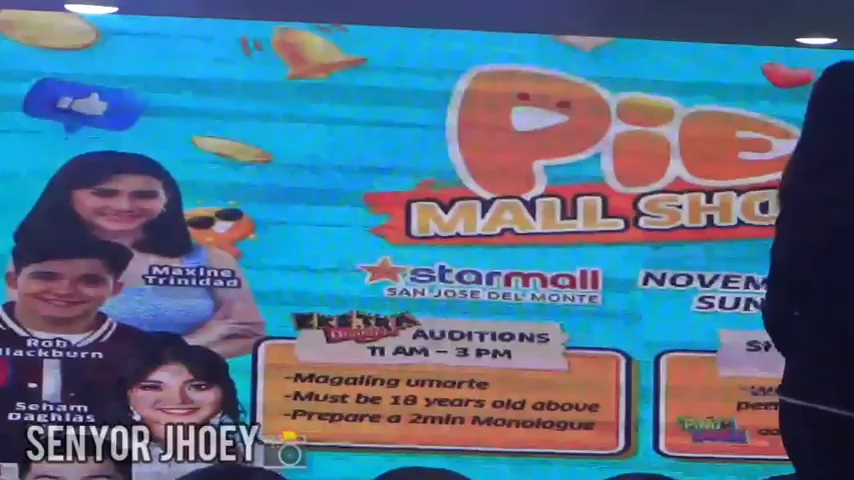 PIE
MALL SHO
starmall
SAN JOSE DEL MONTE
NOVEM
SUN
Maxine
Trinidad
Rob
Blackburn
Seham
Daghlas
AUDITIONS
11 AM - 3 PM
-Magaling umarte
-Must be 18 years old above
-Prepare a 2min Monologue
SENYOR JHOEY